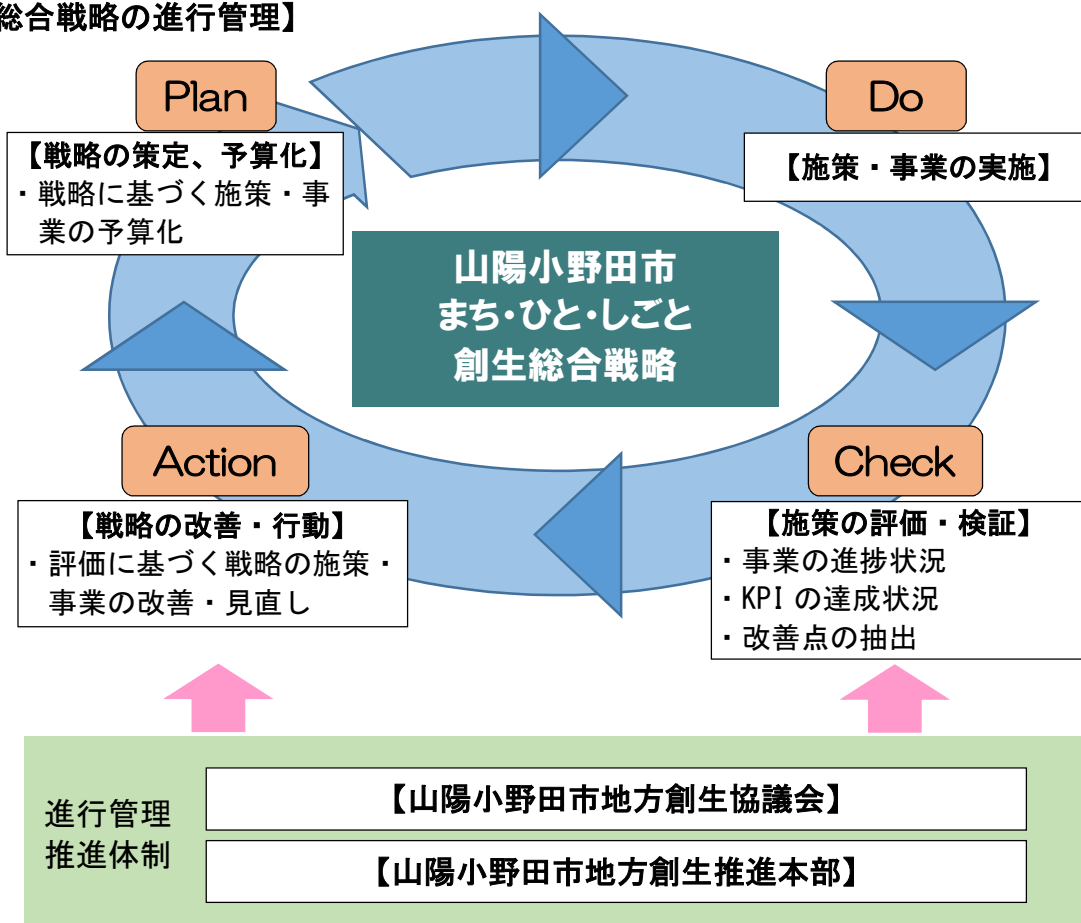 総合戦略の進行管理】
Plan
【戦略の策定、予算化】
・戦略に基づく施策・事
業の予算化
Do
【施策・事業の実施】
山陽小野田市
まち・ひと・しごと
創生総合戦略
Action
【戦略の改善・行動】
・評価に基づく戦略の施策・
事業の改善・見直し
Check
【施策の評価・検証】
・事業の進捗状況
・KPI の達成状況
・改善点の抽出
進行管理
推進体制
【山陽小野田市地方創生協議会】
【山陽小野田市地方創生推進本部】